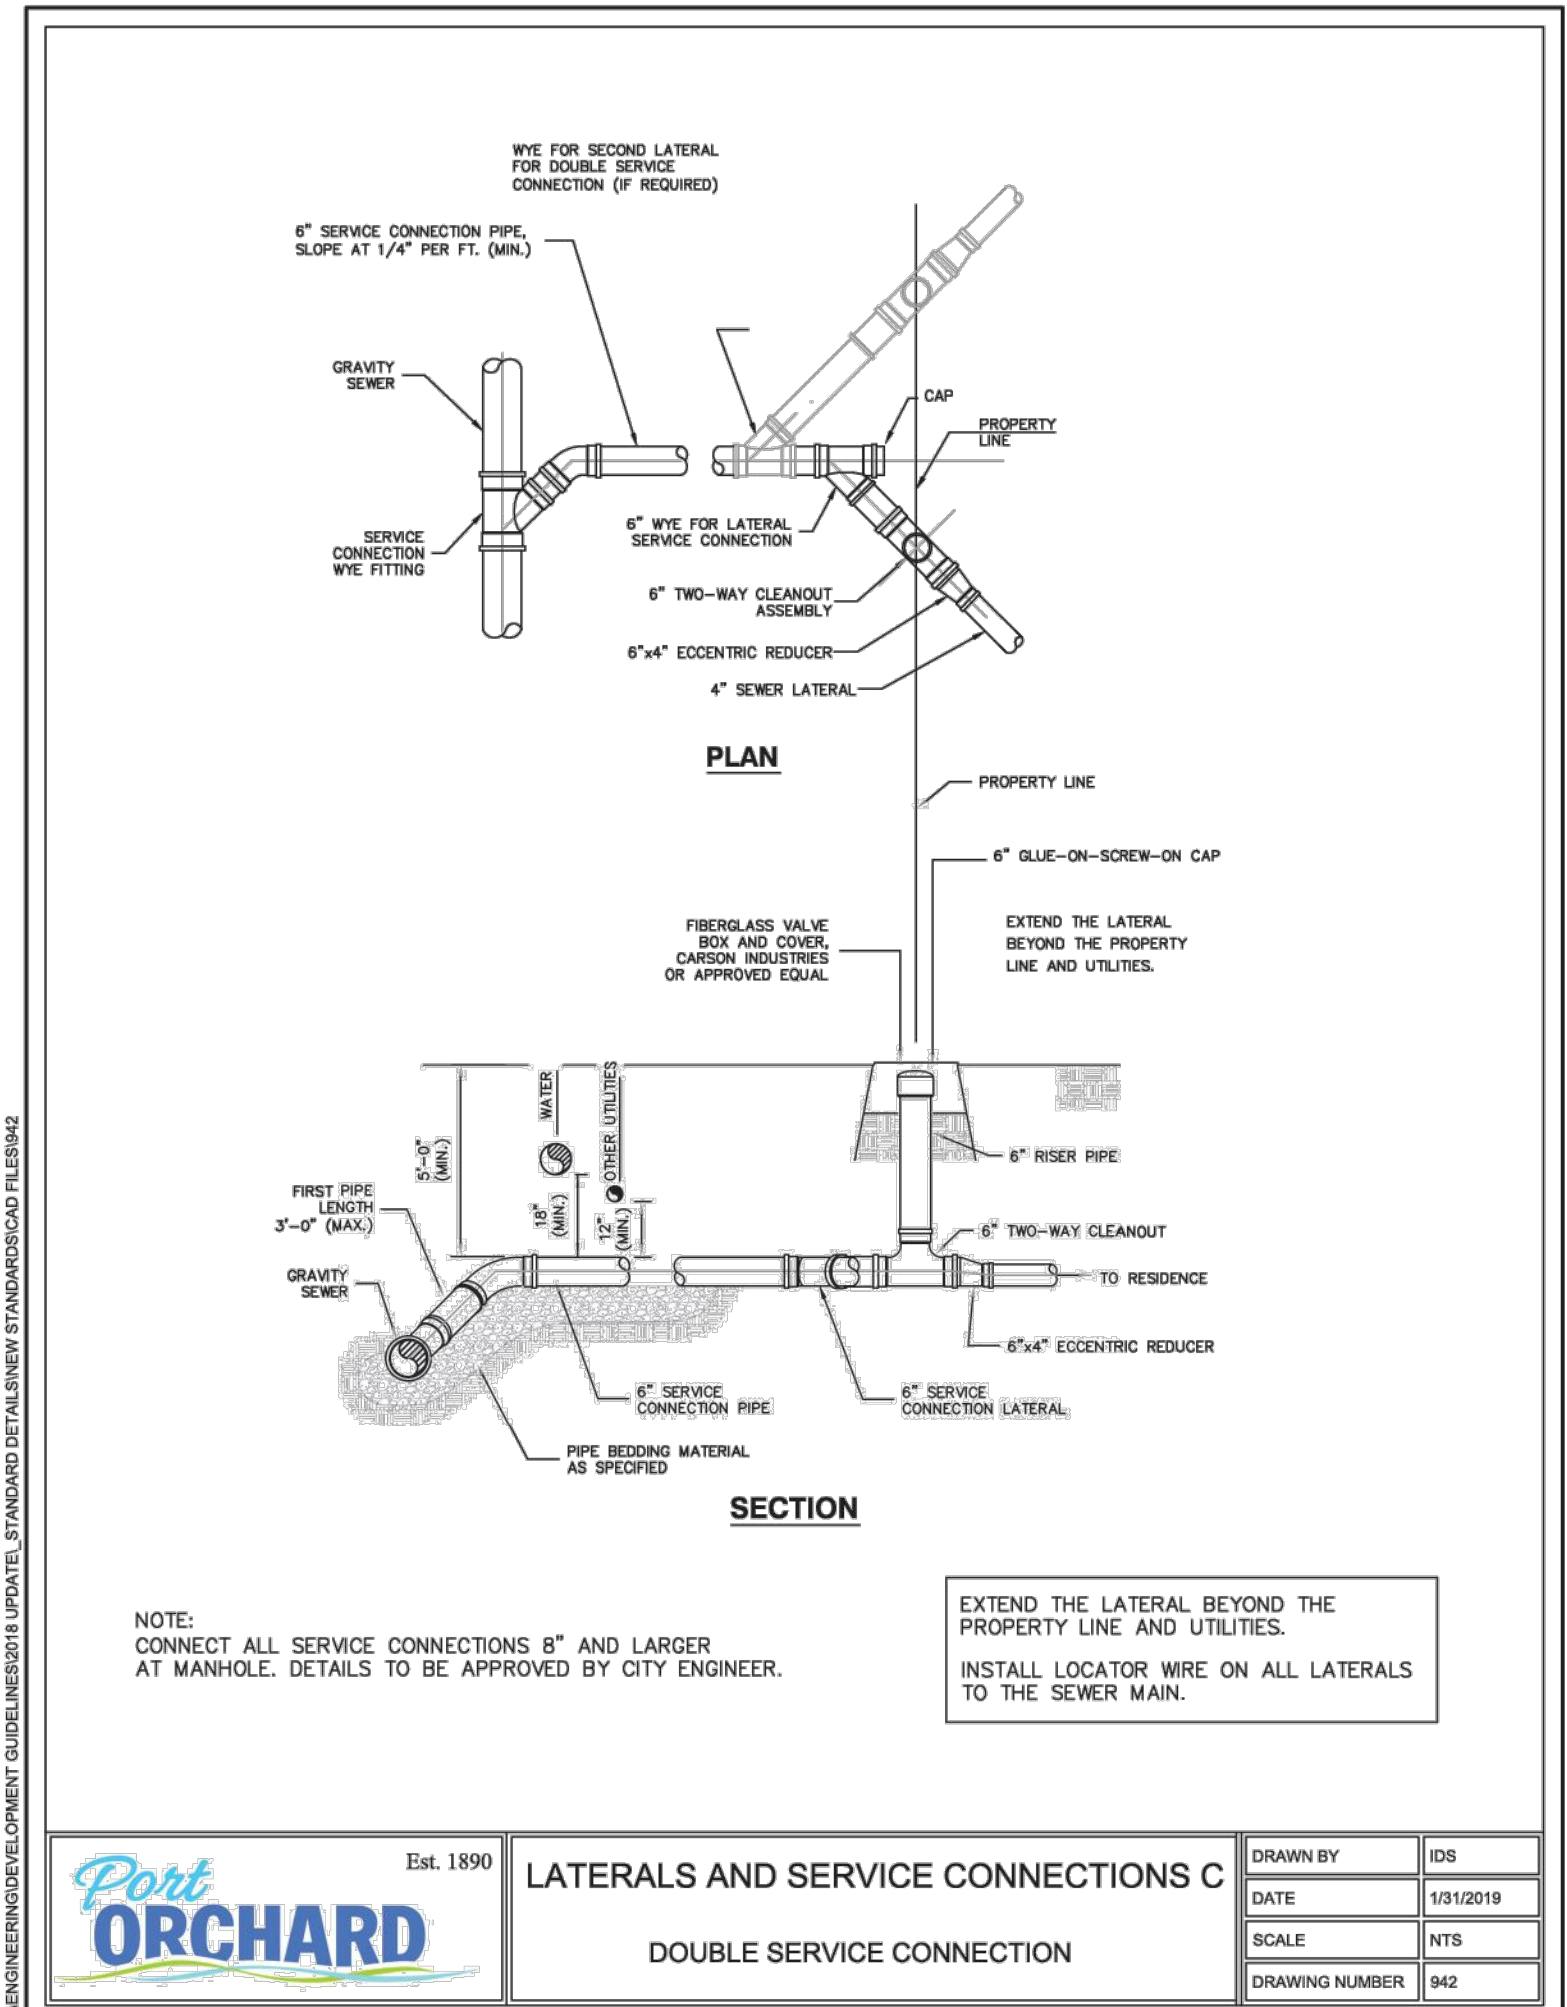 WYE FOR SECOND LATERAL
FOR DOUBLE SERVICE
CONNECTION (IF REQUIRED)
6" SERVICE CONNECTION PIPE,
SLOPE AT 1/4" PER FT. (MIN.)
GRAVITY
SEWER
CAP
PROPERTY
LINE
SERVICE
CONNECTION
WYE FITTING
6" WYE FOR LATERAL
SERVICE CONNECTION
6" TWO-WAY CLEANOUT
ASSEMBLY
6"x4" ECCENTRIC REDUCER
4" SEWER LATERAL
PLAN
PROPERTY LINE
6" GLUE-ON-SCREW-ON CAP
FIBERGLASS VALVE
BOX AND COVER,
CARSON INDUSTRIES
OR APPROVED EQUAL
EXTEND THE LATERAL
BEYOND THE PROPERTY
LINE AND UTILITIES.
5'-0"
(MIN.)
WATER
18"
(MIN.)
OTHER UTILITIES
12"
(MIN.)
6" RISER PIPE
FIRST PIPE
LENGTH
3'-0" (MAX.)
6" TWO-WAY CLEANOUT
GRAVITY
SEWER
TO RESIDENCE
6"x4" ECCENTRIC REDUCER
6" SERVICE
CONNECTION PIPE
6" SERVICE
CONNECTION LATERAL
PIPE BEDDING MATERIAL
AS SPECIFIED
SECTION
NOTE:
CONNECT ALL SERVICE CONNECTIONS 8" AND LARGER
AT MANHOLE. DETAILS TO BE APPROVED BY CITY ENGINEER.
EXTEND THE LATERAL BEYOND THE
PROPERTY LINE AND UTILITIES.
INSTALL LOCATOR WIRE ON ALL LATERALS
TO THE SEWER MAIN.
ENGINEERING\DEVELOPMENT GUIDELINES\2018 UPDATE\_STANDARD DETAILS\NEW STANDARDS\CAD FILES\942
Port
ORCHARD
Est. 1890
LATERALS AND SERVICE CONNECTIONS C
DOUBLE SERVICE CONNECTION
DRAWN BY IDS
DATE 1/31/2019
SCALE NTS
DRAWING NUMBER 942